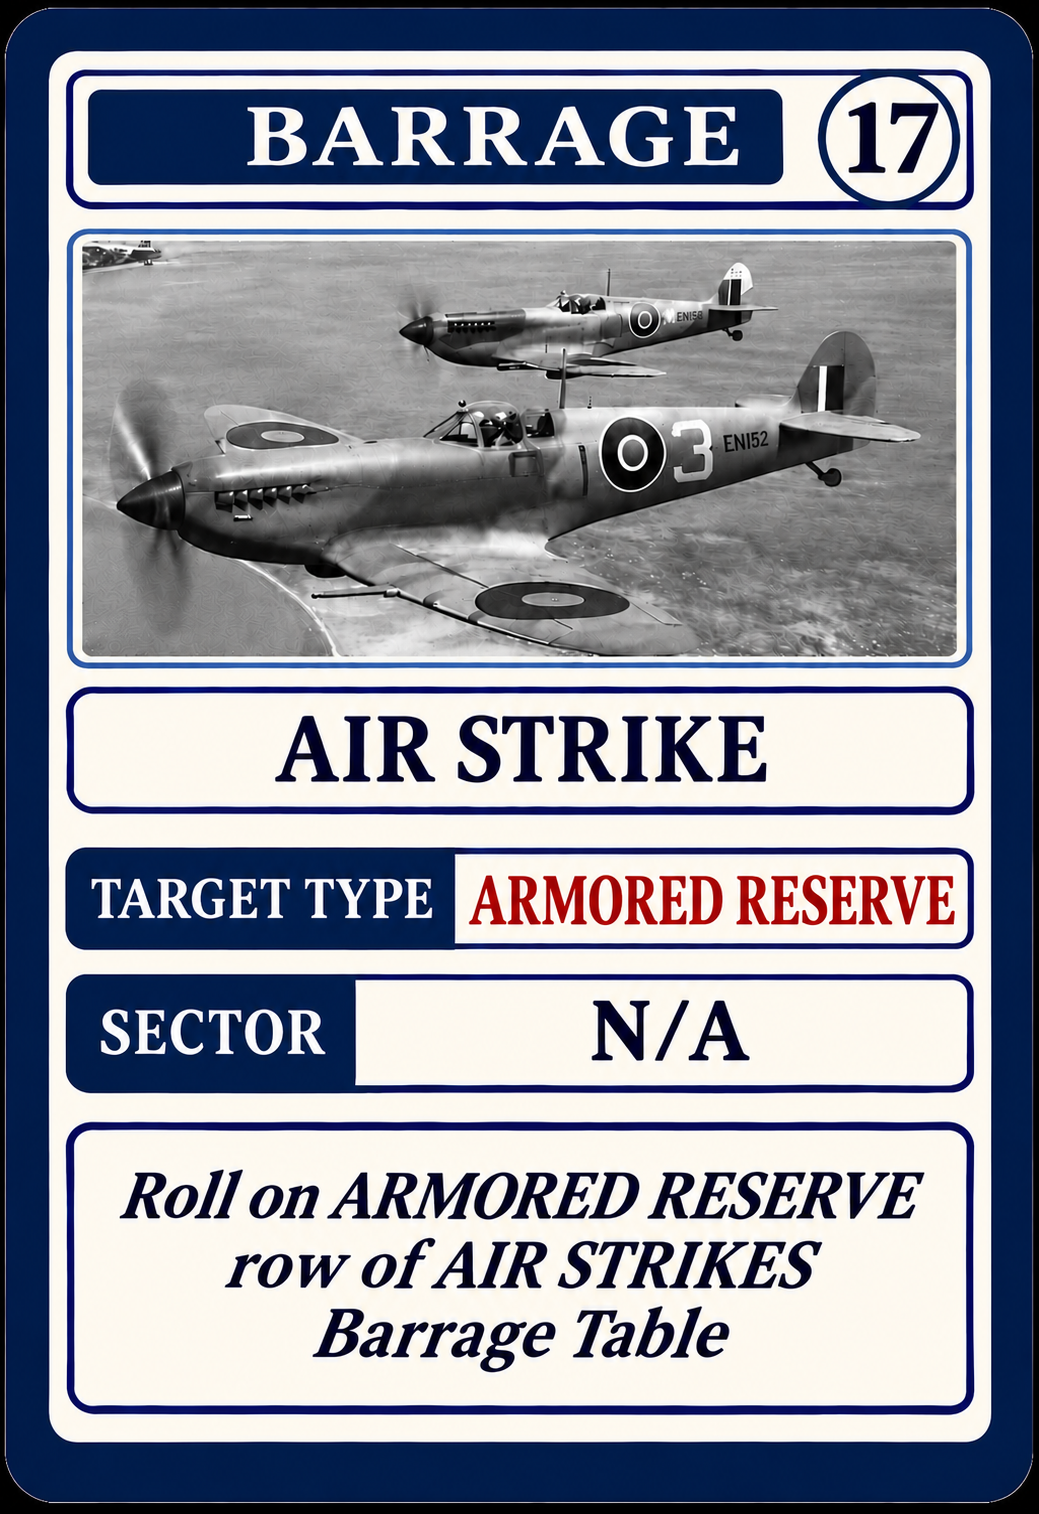 BARRAGE
17
EN158
3
EN152
AIR STRIKE
TARGET TYPE
ARMORED RESERVE
SECTOR
N/A
Roll on ARMORED RESERVE
row of AIR STRIKES
Barrage Table